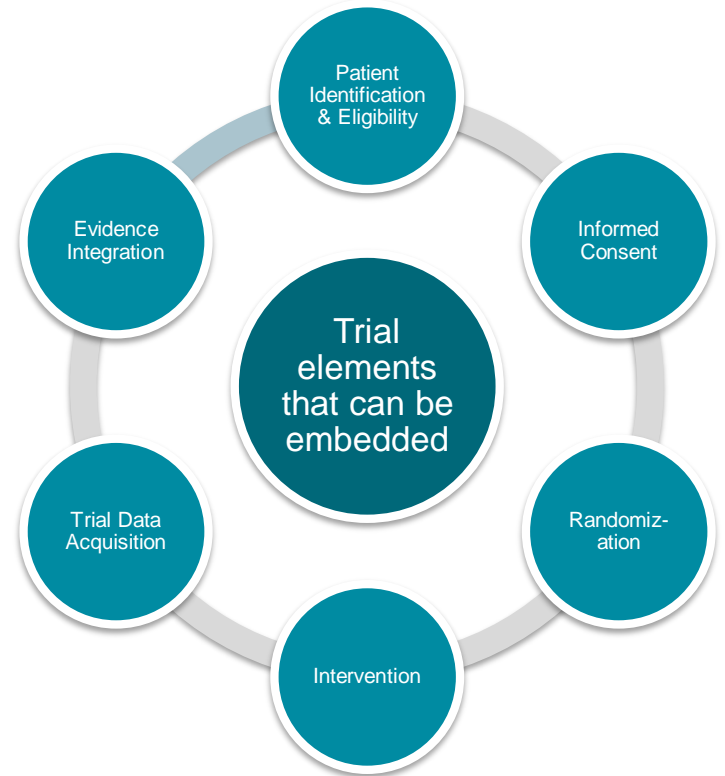 Patient
Identification
& Eligibility
Informed
Consent
Randomiz-
ation
Intervention
Trial Data
Acquisition
Evidence
Integration
Trial
elements
that can be
embedded